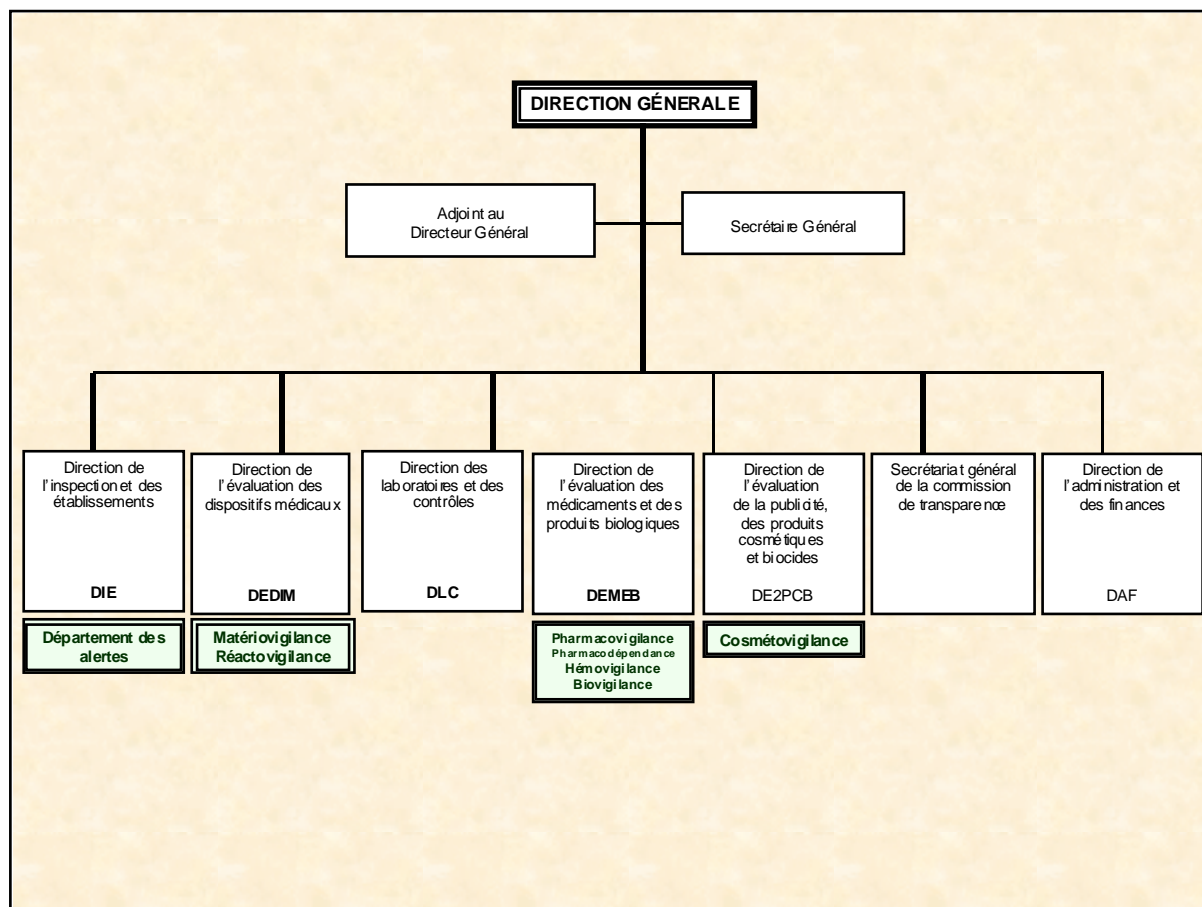 DIRECTION GÉNERALE
Adjoint au
Directeur Général
Secrétaire Général
Direction de
l'inspection et des
établissements
DIE
Département des
alertes
Direction de
l'évaluation des
dispositifs médicaux
DEDIM
Matériovigilance
Réactovigilance
Direction des
laboratoires et des
contrôles
DLC
Direction de
l'évaluation des
médicaments et des
produits biologiques
DEMEB
Pharmacovigilance
Pharmacodépendance
Hémovigilance
Biovigilance
Direction de
l'évaluation
de la publicité,
des produits
cosmétiques
et biocides
DE2PCB
Cosmétovigilance
Secrétariat général
de la commission
de transparence
Direction de
l'administration et
des finances
DAF